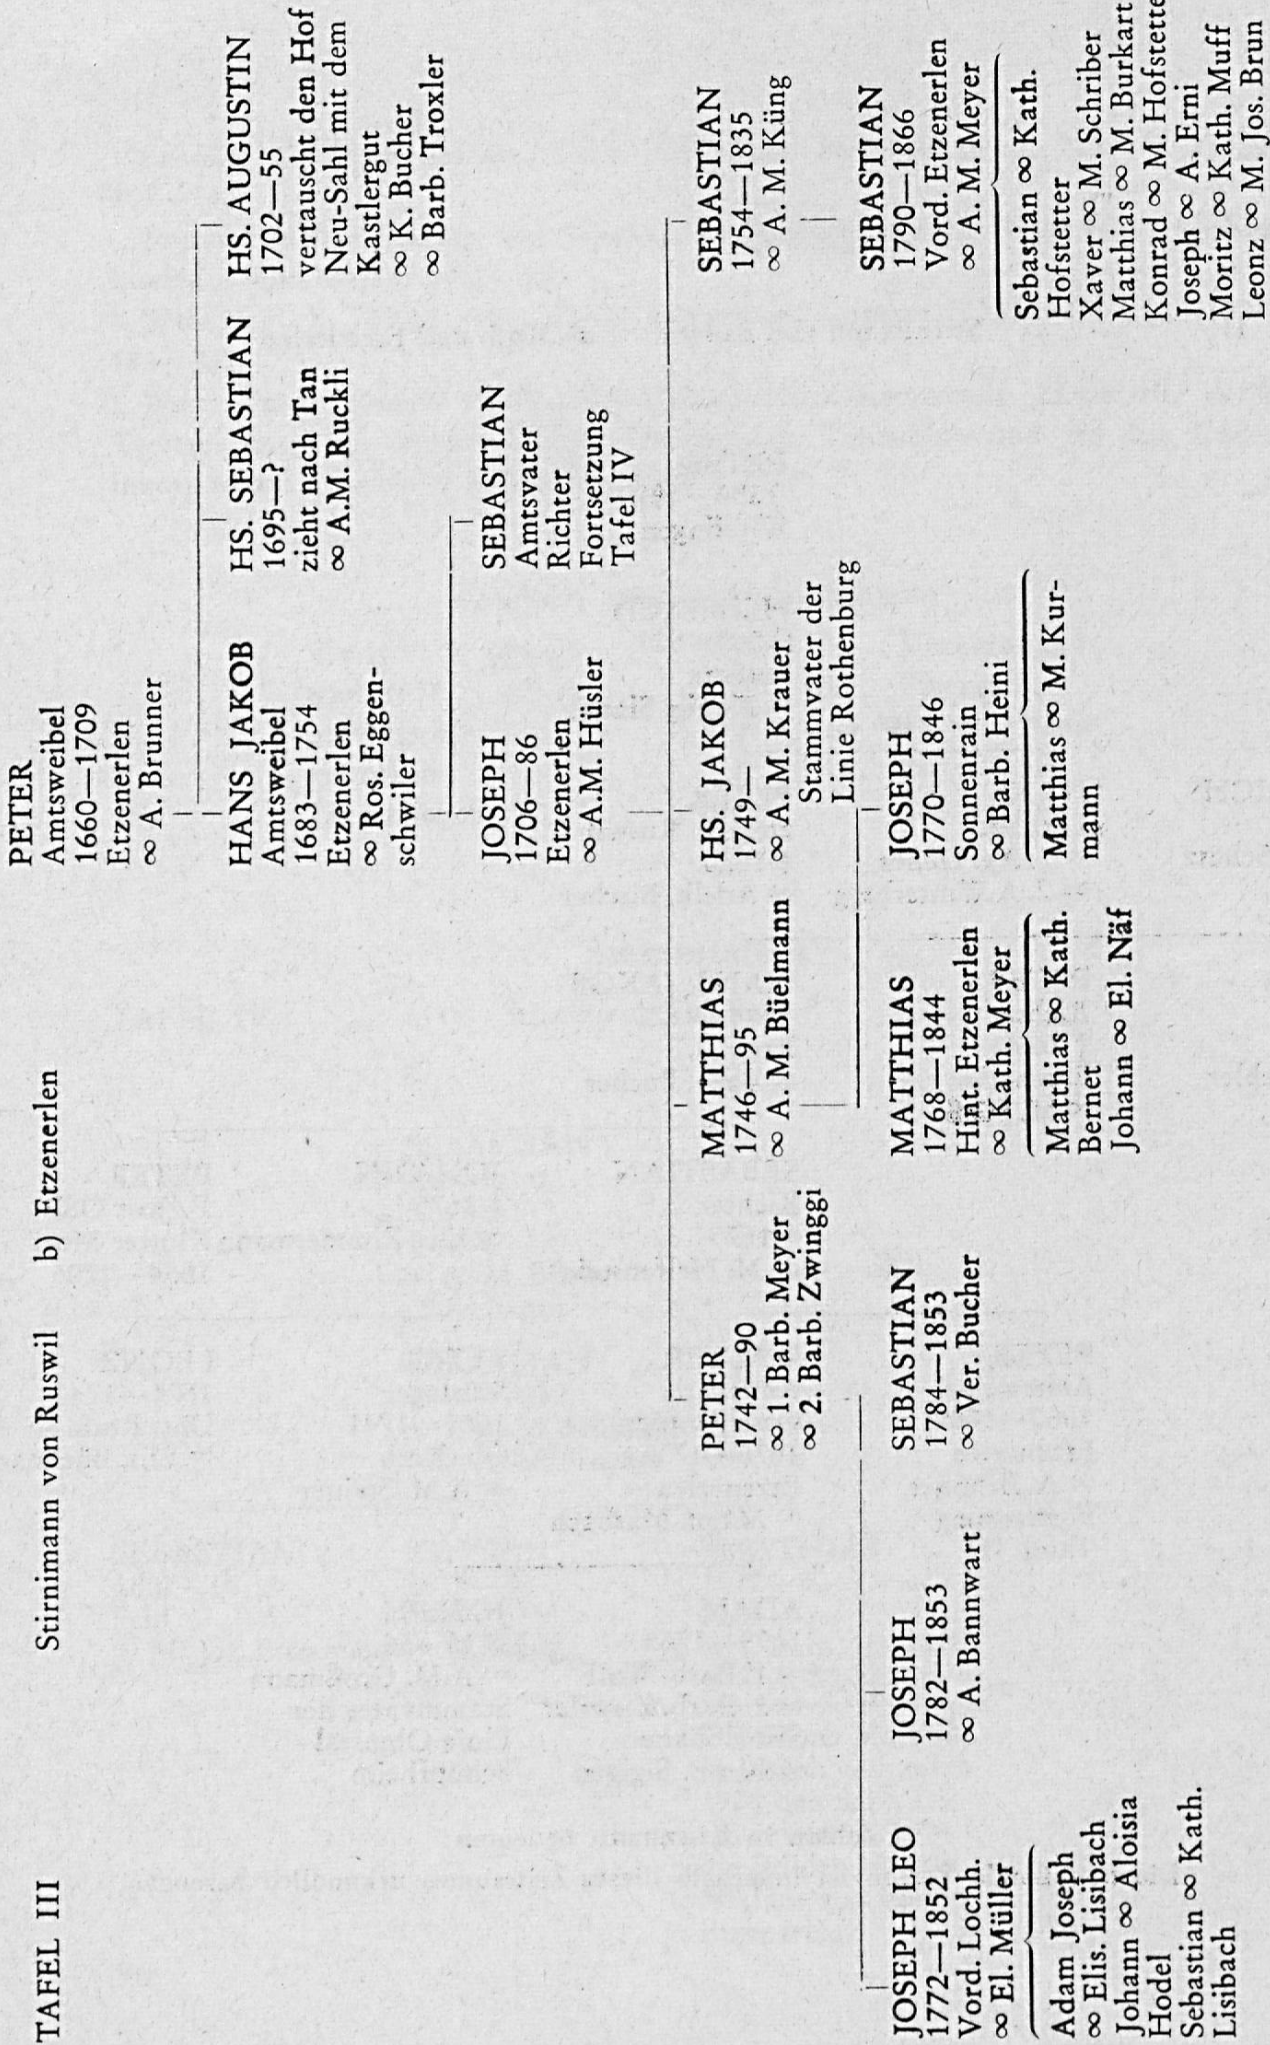 TAFEL III
Stirnimann von Ruswil
b) Etzenerlen
PETER
Amtsweibel
1660—1709
Etzenerlen
∞ A. Brunner
HANS JAKOB
Amtsweibel
1683—1754
Etzenerlen
∞ Ros. Eggen-
schwiler
HS. SEBASTIAN
1695—?
zieht nach Tan
∞ A.M. Ruckli
HS. AUGUSTIN
1702—55
vertauscht den Hof
Neu-Sahl mit dem
Kastlergut
∞ K. Bucher
∞ Barb. Troxler
JOSEPH
1706—86
Etzenerlen
∞ A.M. Hüsler
SEBASTIAN
Amtsvater
Richter
Fortsetzung
Tafel IV
PETER
1742—90
∞ 1. Barb. Meyer
∞ 2. Barb. Zwinggi
MATTHIAS
1746—95
∞ A. M. Büelmann
HS. JAKOB
1749—
∞ A. M. Krauer
Stammvater der
Linie Rothenburg
SEBASTIAN
1754—1835
∞ A. M. Küng
JOSEPH LEO
1772—1852
Vord. Lochh.
∞ El. Müller
Adam Joseph
∞ Elis. Lisibach
Johann ∞ Aloisia
Hodel
Sebastian ∞ Kath.
Lisibach
JOSEPH
1782—1853
∞ A. Bannwart
SEBASTIAN
1784—1853
∞ Ver. Bucher
MATTHIAS
1768—1844
Hint. Etzenerlen
∞ Kath. Meyer
Matthias ∞ Kath.
Bernet
Johann ∞ El. Näf
JOSEPH
1770—1846
Sonnenrain
∞ Barb. Heini
Matthias ∞ M. Kur-
mann
SEBASTIAN
1790—1866
Vord. Etzenerlen
∞ A. M. Meyer
Sebastian ∞ Kath.
Hofstetter
Xaver ∞ M. Schriber
Matthias ∞ M. Burkart
Konrad ∞ M. Hofstette
Joseph ∞ A. Erni
Moritz ∞ Kath. Muff
Leonz ∞ M. Jos. Brun